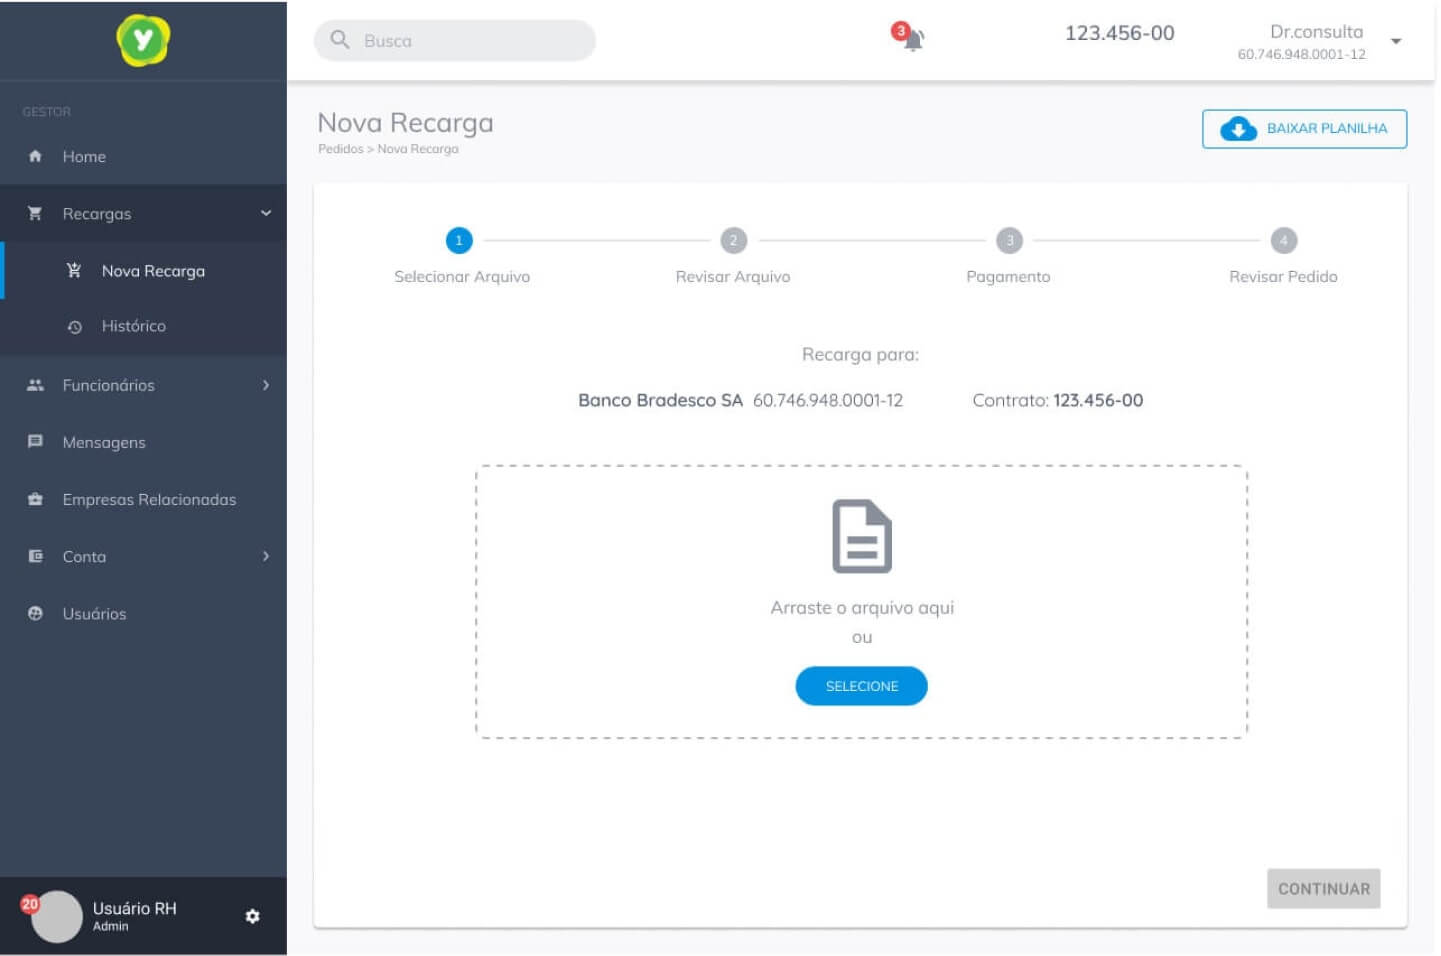 y
GESTOR
Home
Recargas
Nova Recarga
Histórico
Funcionários
Mensagens
Empresas Relacionadas
Conta
Usuários
20
Usuário RH
Admin
Busca
3
123.456-00
Dr.consulta
60.746.948.0001-12
Nova Recarga
Pedidos > Nova Recarga
BAIXAR PLANILHA
1
2
3
4
Selecionar Arquivo
Revisar Arquivo
Pagamento
Revisar Pedido
Recarga para:
Banco Bradesco SA 60.746.948.0001-12
Contrato: 123.456-00
Arraste o arquivo aqui
ou
SELECIONE
CONTINUAR